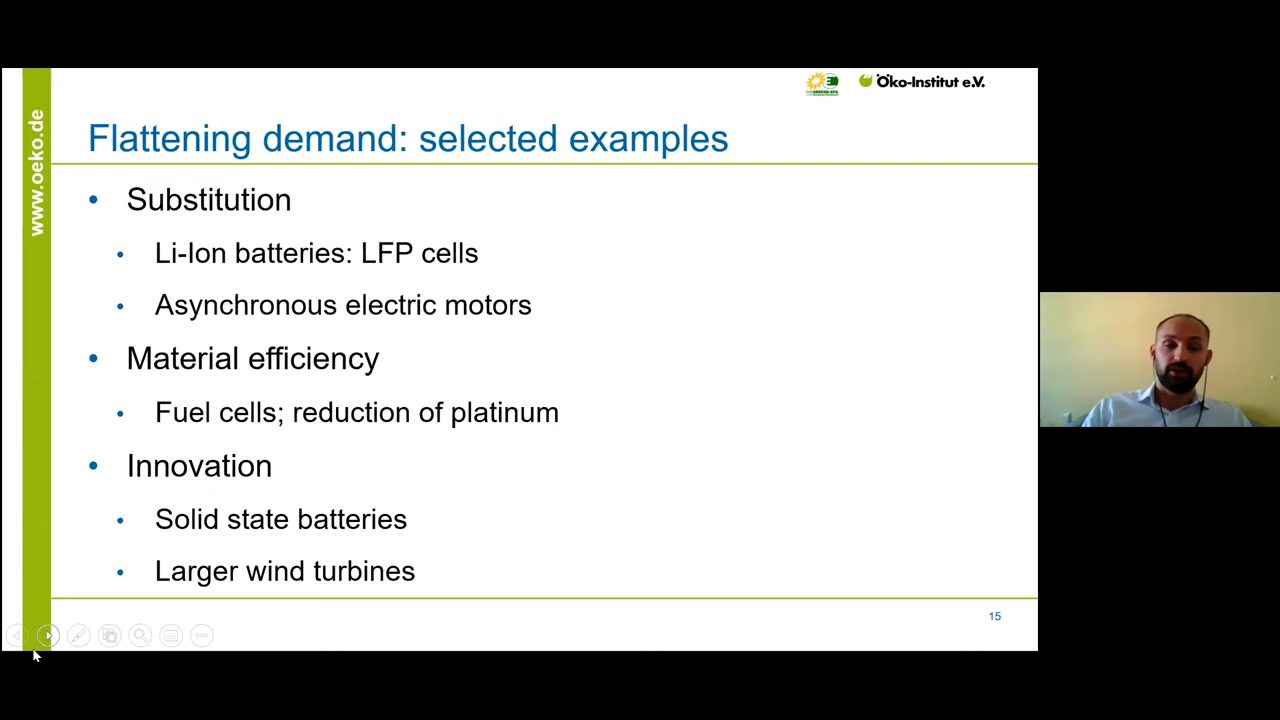 Öko-Institut e.V.
www.oeko.de
Flattening demand: selected examples
• Substitution
• Li-Ion batteries: LFP cells
• Asynchronous electric motors
• Material efficiency
• Fuel cells; reduction of platinum
• Innovation
• Solid state batteries
• Larger wind turbines
15